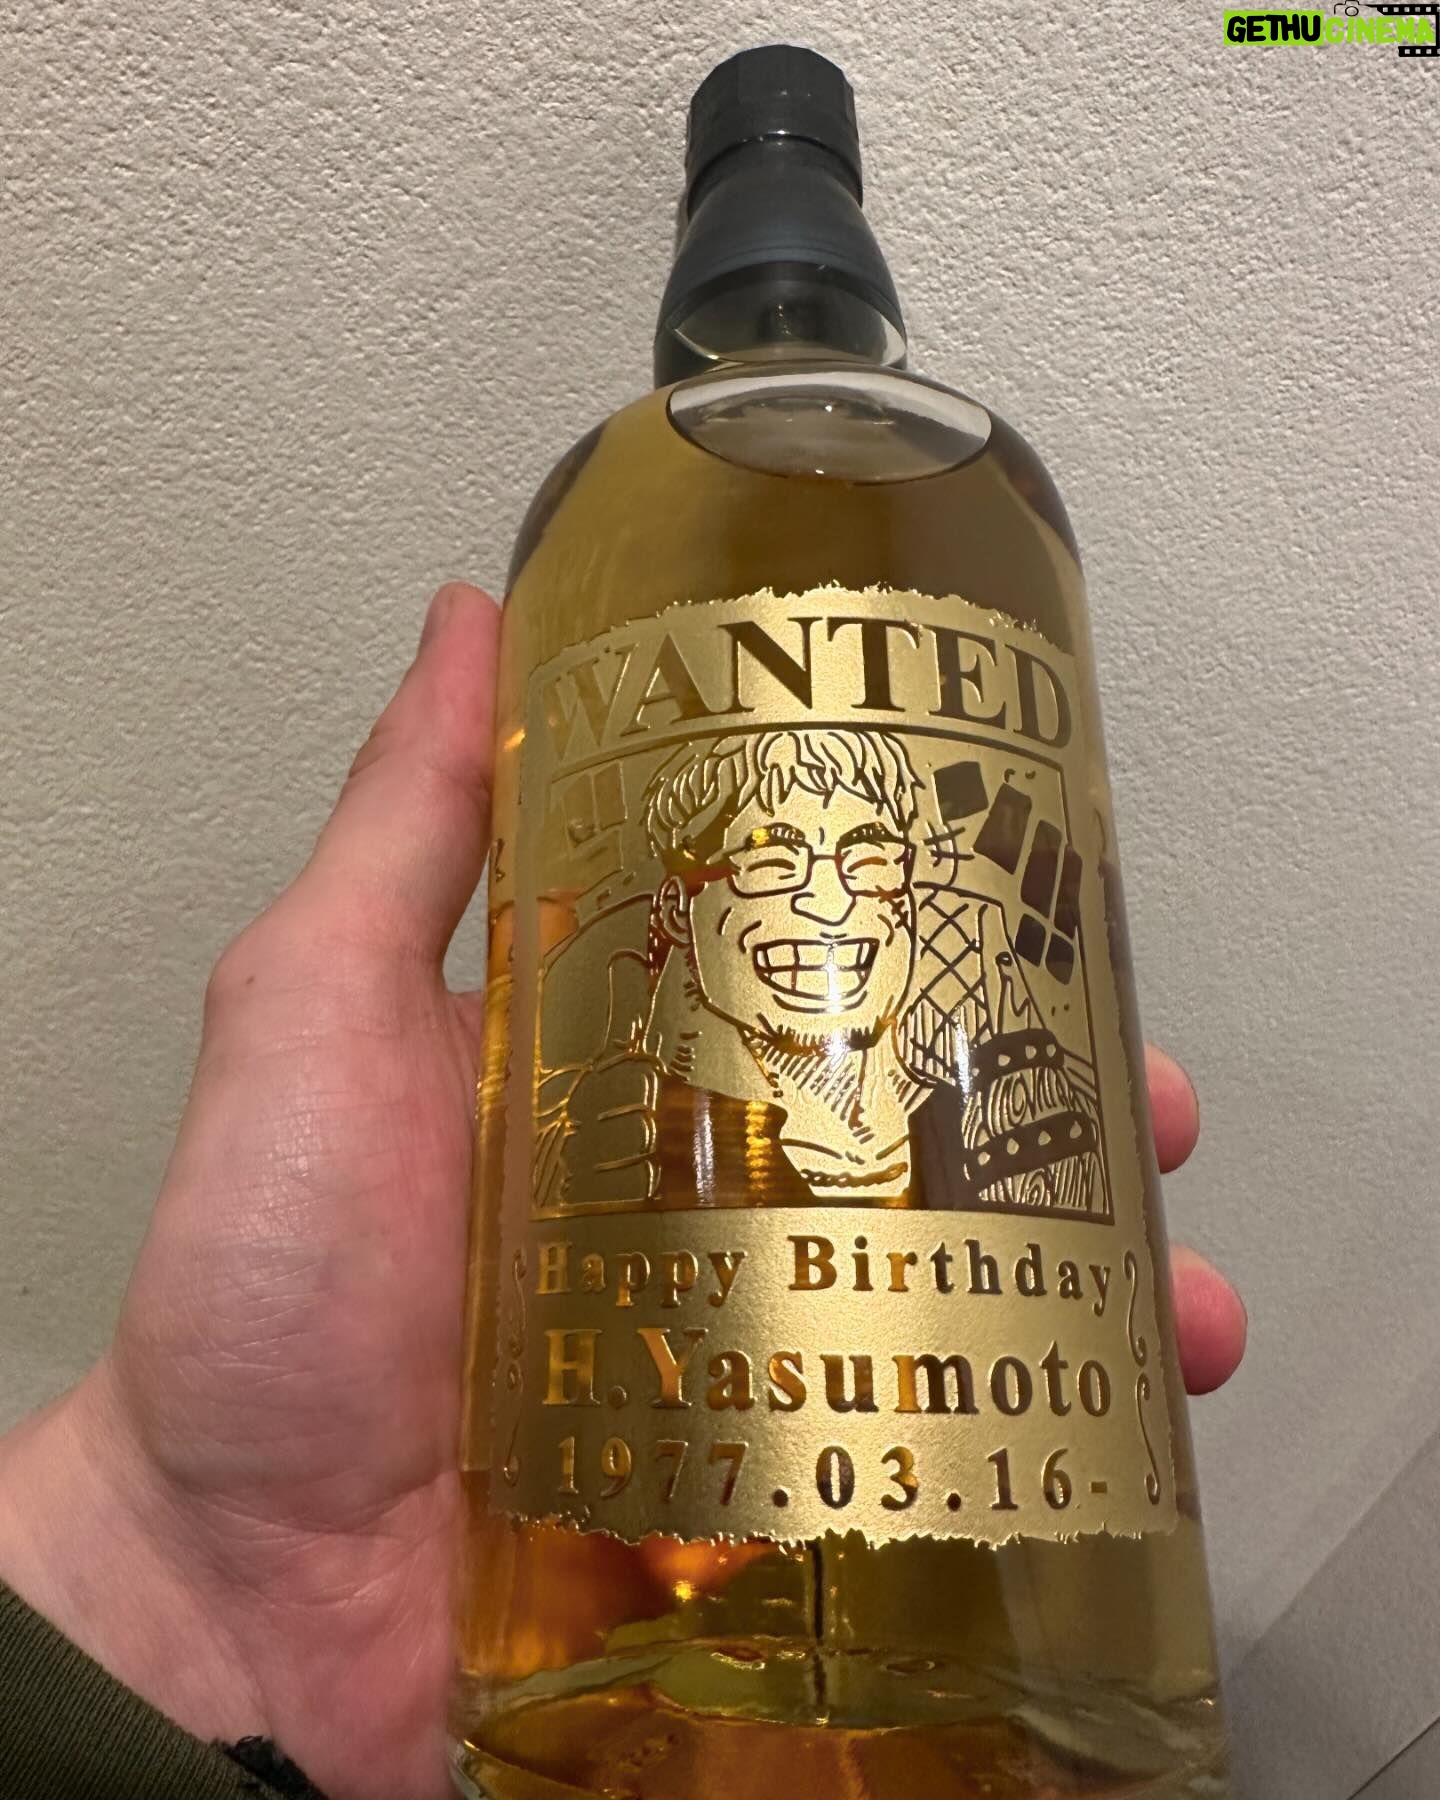 GETHUCINEMA
WANTED
Happy Birthday
H.Yasumoto
1977.03.16-